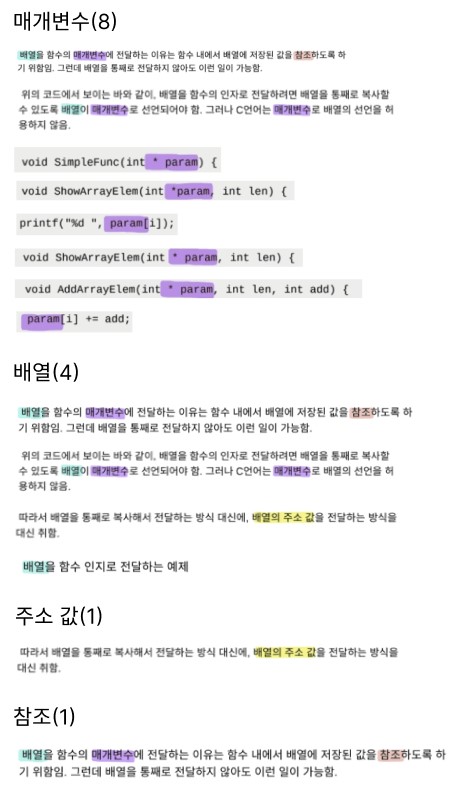 매개변수(8)
배열을 함수의 매개변수에 전달하는 이유는 함수 내에서 배열에 저장된 값을 참조하도록 하
기 위함임. 그런데 배열을 통째로 전달하지 않아도 이런 일이 가능함.
위의 코드에서 보이는 바와 같이, 배열을 함수의 인자로 전달하려면 배열을 통째로 복사할
수 있도록 배열이 매개변수로 선언되어야 함. 그러나 C언어는 매개변수로 배열의 선언을 허
용하지 않음.
void SimpleFunc(int * param) {
void ShowArrayElem(int *param, int len) {
printf("%d ", param[i]);
void ShowArrayElem(int * param, int len) {
void AddArrayElem(int * param, int len, int add) {
param[i] += add;
배열(4)
배열을 함수의 매개변수에 전달하는 이유는 함수 내에서 배열에 저장된 값을 참조하도록 하
기 위함임. 그런데 배열을 통째로 전달하지 않아도 이런 일이 가능함.
위의 코드에서 보이는 바와 같이, 배열을 함수의 인자로 전달하려면 배열을 통째로 복사할
수 있도록 배열이 매개변수로 선언되어야 함. 그러나 C언어는 매개변수로 배열의 선언을 허
용하지 않음.
따라서 배열을 통째로 복사해서 전달하는 방식 대신에, 배열의 주소 값을 전달하는 방식을
대신 취함.
배열을 함수 인지로 전달하는 예제
주소 값(1)
따라서 배열을 통째로 복사해서 전달하는 방식 대신에, 배열의 주소 값을 전달하는 방식을
대신 취함.
참조(1)
배열을 함수의 매개변수에 전달하는 이유는 함수 내에서 배열에 저장된 값을 참조하도록 하
기 위함임. 그런데 배열을 통째로 전달하지 않아도 이런 일이 가능함.